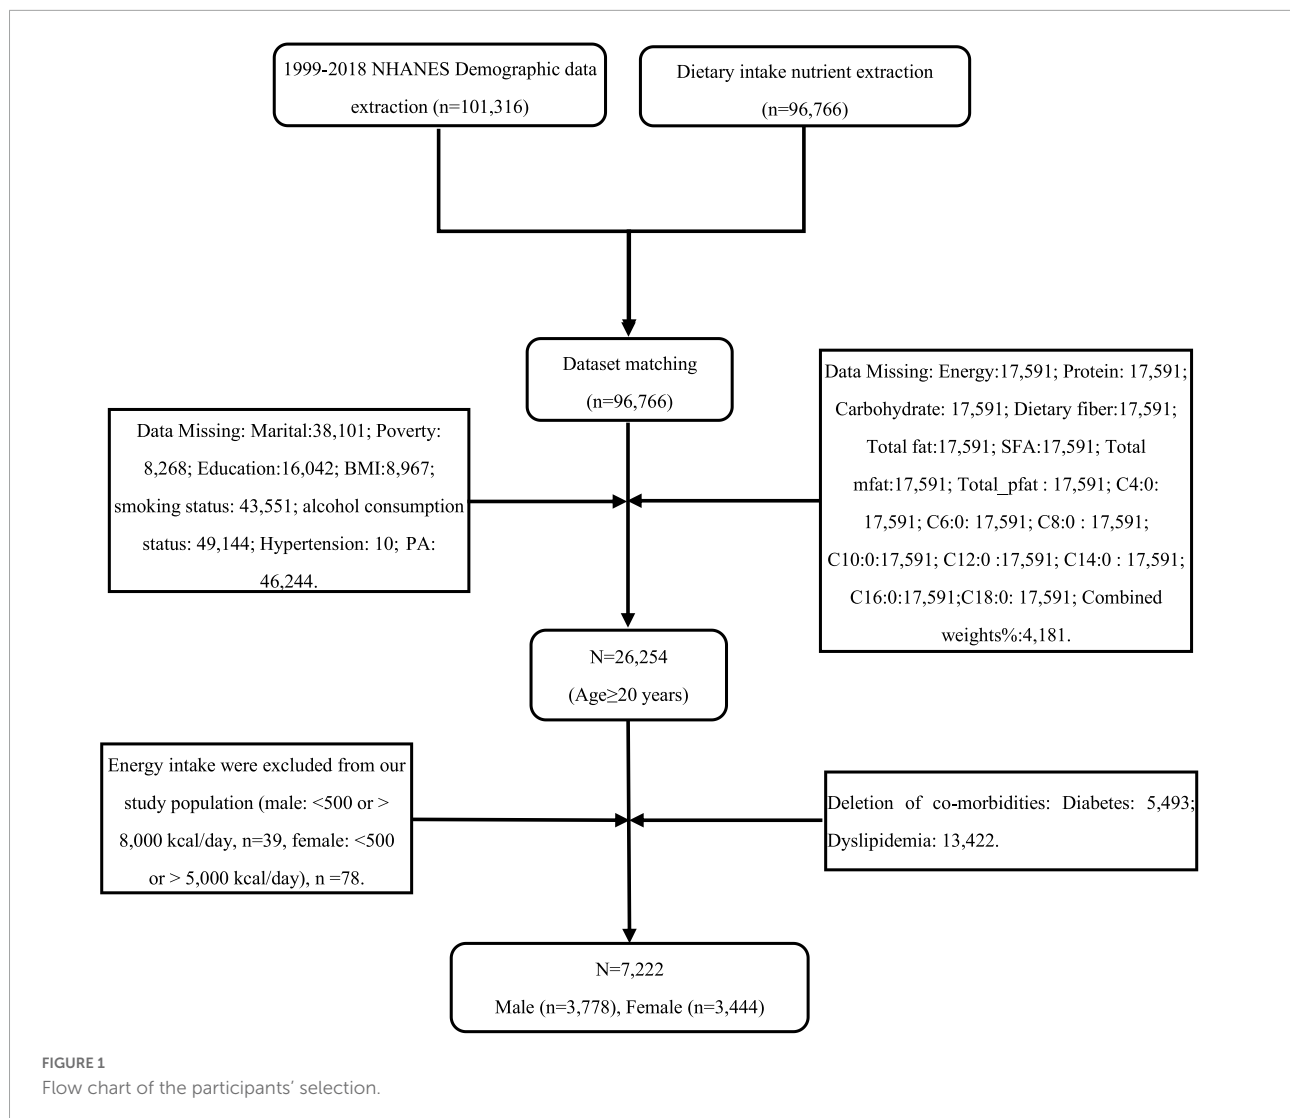 1999-2018 NHANES Demographic data
extraction (n=101,316)
Dietary intake nutrient extraction
(n=96,766)
Dataset matching
(n=96,766)
Data Missing: Marital:38,101; Poverty:
8,268; Education:16,042; BMI:8,967;
smoking status: 43,551; alcohol consumption
status: 49,144; Hypertension: 10; PA:
46,244.
Data Missing: Energy:17,591; Protein: 17,591;
Carbohydrate: 17,591; Dietary fiber:17,591;
Total fat:17,591; SFA:17,591; Total
mfat:17,591; Total_pfat : 17,591; C4:0:
17,591; C6:0: 17,591; C8:0 : 17,591;
C10:0:17,591; C12:0 :17,591; C14:0 : 17,591;
C16:0:17,591;C18:0: 17,591; Combined
weights%:4,181.
N=26,254
(Age≥20 years)
Energy intake were excluded from our
study population (male: <500 or >
8,000 kcal/day, n=39, female: <500
or > 5,000 kcal/day), n =78.
Deletion of co-morbidities: Diabetes: 5,493;
Dyslipidemia: 13,422.
N=7,222
Male (n=3,778), Female (n=3,444)
FIGURE 1
Flow chart of the participants’ selection.